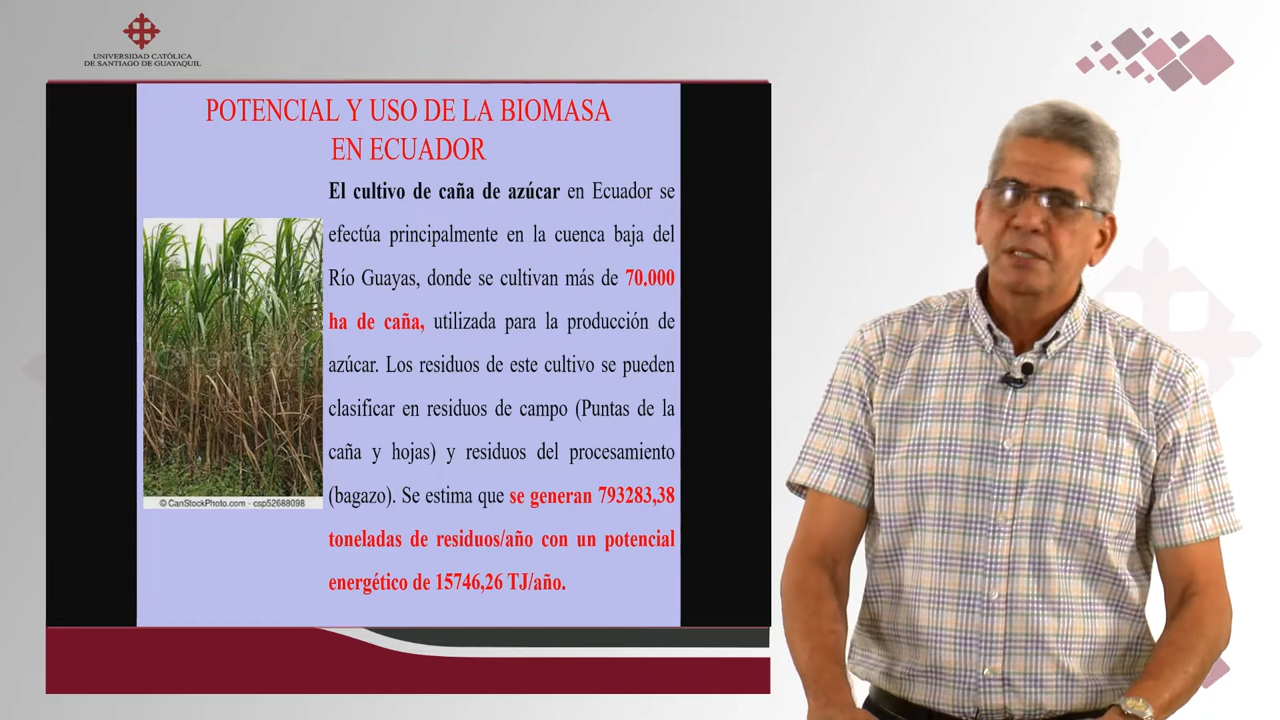 UNIVERSIDAD CATÓLICA
DE SANTIAGO DE GUAYAQUIL
POTENCIAL Y USO DE LA BIOMASA
EN ECUADOR
El cultivo de caña de azúcar en Ecuador se
efectúa principalmente en la cuenca baja del
Río Guayas, donde se cultivan más de 70.000
ha de caña, utilizada para la producción de
azúcar. Los residuos de este cultivo se pueden
clasificar en residuos de campo (Puntas de la
caña y hojas) y residuos del procesamiento
(bagazo). Se estima que se generan 793283,38
toneladas de residuos/año con un potencial
energético de 15746,26 TJ/año.
© CanStockPhoto.com - csp52688098